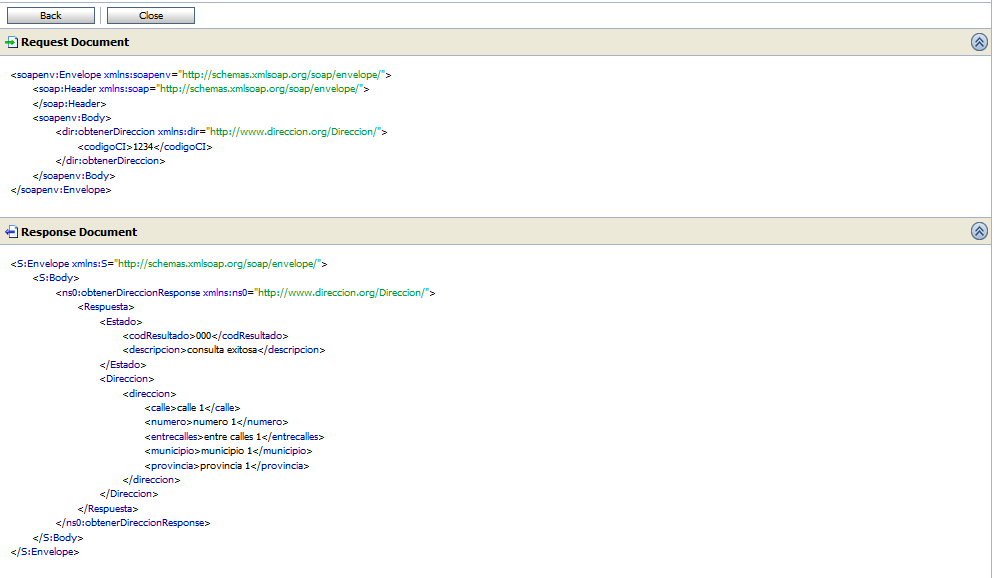 Back Close
Request Document
<soapenv:Envelope xmlns:soapenv="http://schemas.xmlsoap.org/soap/envelope/">
<soap:Header xmlns:soap="http://schemas.xmlsoap.org/soap/envelope/">
</soap:Header>
<soapenv:Body>
<dir:obtenerDireccion xmlns:dir="http://www.direccion.org/Direccion/">
<codigoCI>1234</codigoCI>
</dir:obtenerDireccion>
</soapenv:Body>
</soapenv:Envelope>
Response Document
<S:Envelope xmlns:S="http://schemas.xmlsoap.org/soap/envelope/">
<S:Body>
<ns0:obtenerDireccionResponse xmlns:ns0="http://www.direccion.org/Direccion/">
<Respuesta>
<Estado>
<codResultado>000</codResultado>
<descripcion>consulta exitosa</descripcion>
</Estado>
<Direccion>
<direccion>
<calle>calle 1</calle>
<numero>numero 1</numero>
<entrecalles>entre calles 1</entrecalles>
<municipio>municipio 1</municipio>
<provincia>provincia 1</provincia>
</direccion>
</Direccion>
</Respuesta>
</ns0:obtenerDireccionResponse>
</S:Body>
</S:Envelope>